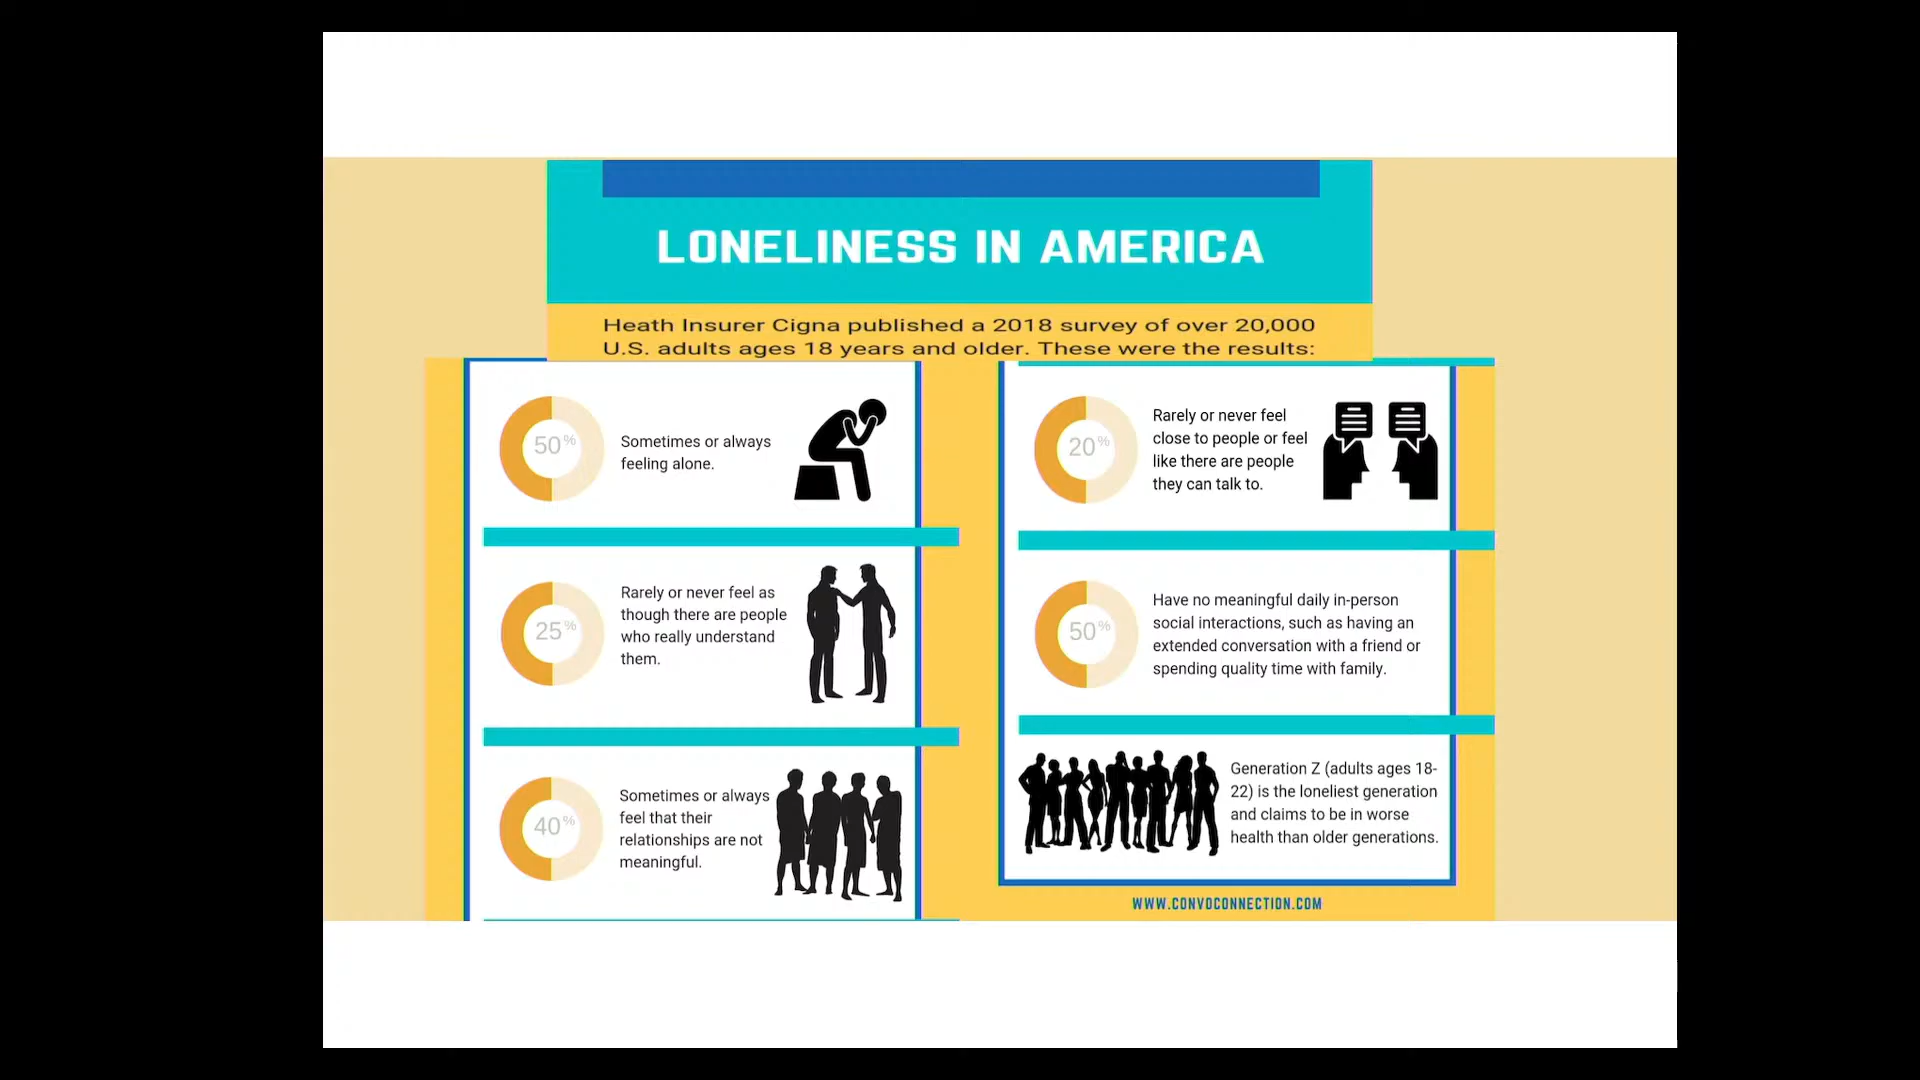 LONELINESS IN AMERICA
Heath Insurer Cigna published a 2018 survey of over 20,000
U.S. adults ages 18 years and older. These were the results:
50%
Sometimes or always
feeling alone.
25%
Rarely or never feel as
though there are people
who really understand
them.
40%
Sometimes or always
feel that their
relationships are not
meaningful.
20%
Rarely or never feel
close to people or feel
like there are people
they can talk to.
50%
Have no meaningful daily in-person
social interactions, such as having an
extended conversation with a friend or
spending quality time with family.
Generation Z (adults ages 18-
22) is the loneliest generation
and claims to be in worse
health than older generations.
WWW.CONVOCONNECTION.COM